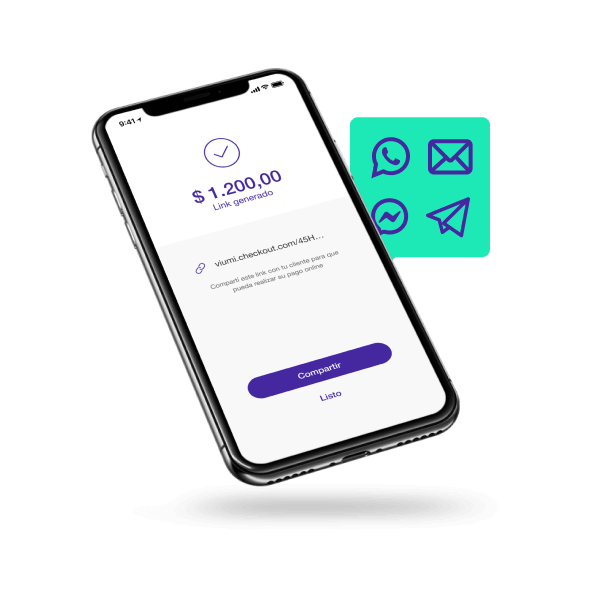 9:41
$ 1.200,00
Link generado
viumi.checkout.com/45H...
Compartí este link con tu cliente para que
pueda realizar su pago online
Compartir
Listo